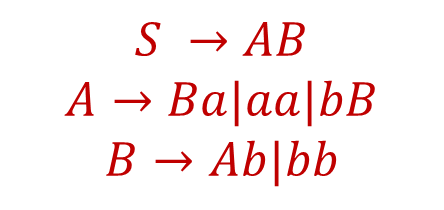 S → AB
A → Ba|aa|bB
B → Ab|bb